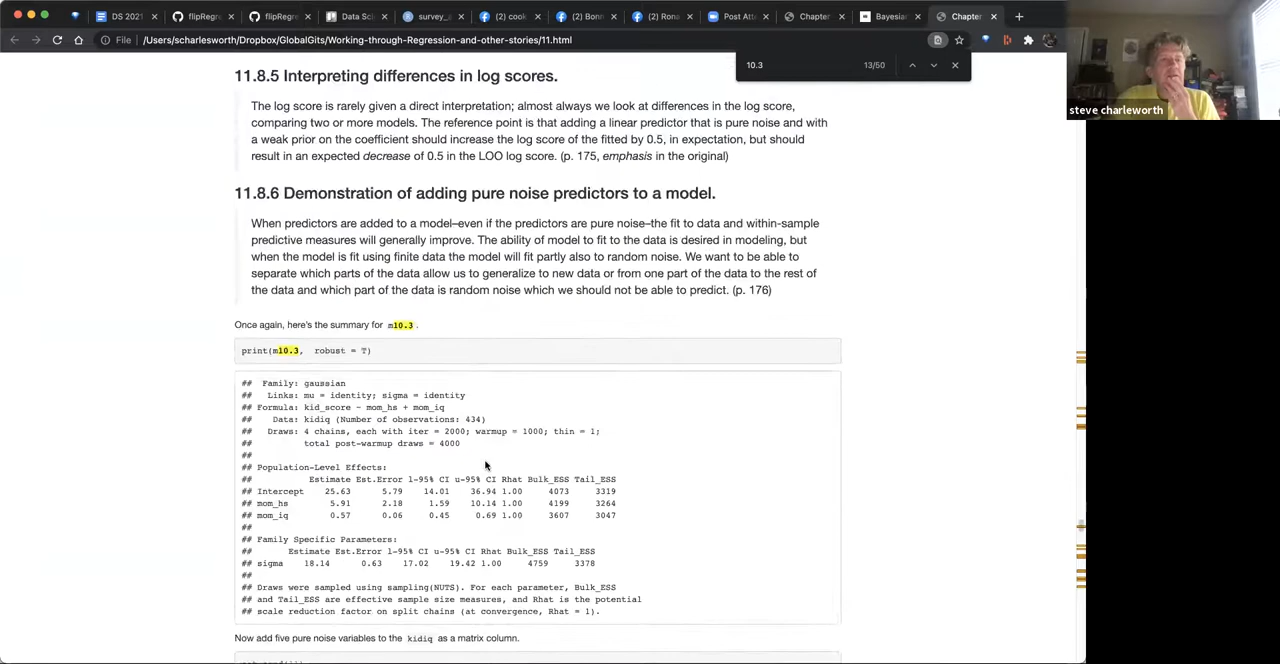 DS 2021
flipRegre
flipRegre
Data Sci
survey_
(2) cook
(2) Bonn
(2) Rona
Post Att
Chapter
Bayesian
Chapter
File /Users/scharlesworth/Dropbox/GlobalGits/Working-through-Regression-and-other-stories/11.html
10.3 13/50
steve charleworth
11.8.5 Interpreting differences in log scores.
The log score is rarely given a direct interpretation; almost always we look at differences in the log score,
comparing two or more models. The reference point is that adding a linear predictor that is pure noise and with
a weak prior on the coefficient should increase the log score of the fitted by 0.5, in expectation, but should
result in an expected decrease of 0.5 in the LOO log score. (p. 175, emphasis in the original)
11.8.6 Demonstration of adding pure noise predictors to a model.
When predictors are added to a model–even if the predictors are pure noise–the fit to data and within-sample
predictive measures will generally improve. The ability of model to fit to the data is desired in modeling, but
when the model is fit using finite data the model will fit partly also to random noise. We want to be able to
separate which parts of the data allow us to generalize to new data or from one part of the data to the rest of
the data and which part of the data is random noise which we should not be able to predict. (p. 176)
Once again, here's the summary for m10.3 .
print(m10.3, robust = T)
## Family: gaussian
## Links: mu = identity; sigma = identity
## Formula: kid_score ~ mom_hs + mom_iq
## Data: kidiq (Number of observations: 434)
## Draws: 4 chains, each with iter = 2000; warmup = 1000; thin = 1;
## total post-warmup draws = 4000
##
## Population-Level Effects:
## Estimate Est.Error l-95% CI u-95% CI Rhat Bulk_ESS Tail_ESS
## Intercept 25.63 5.79 14.01 36.94 1.00 4073 3319
## mom_hs 5.91 2.18 1.59 10.14 1.00 4199 3264
## mom_iq 0.57 0.06 0.45 0.69 1.00 3607 3047
##
## Family Specific Parameters:
## Estimate Est.Error l-95% CI u-95% CI Rhat Bulk_ESS Tail_ESS
## sigma 18.14 0.63 17.02 19.42 1.00 4759 3378
##
## Draws were sampled using sampling(NUTS). For each parameter, Bulk_ESS
## and Tail_ESS are effective sample size measures, and Rhat is the potential
## scale reduction factor on split chains (at convergence, Rhat = 1).
Now add five pure noise variables to the kidiq as a matrix column.